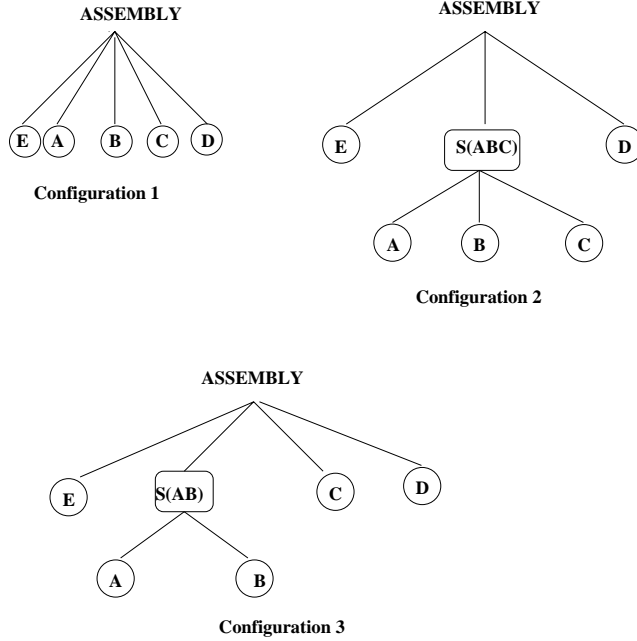 ASSEMBLY
E A B C D
Configuration 1
ASSEMBLY
E S(ABC) D
A B C
Configuration 2
ASSEMBLY
E S(AB) C D
A B
Configuration 3